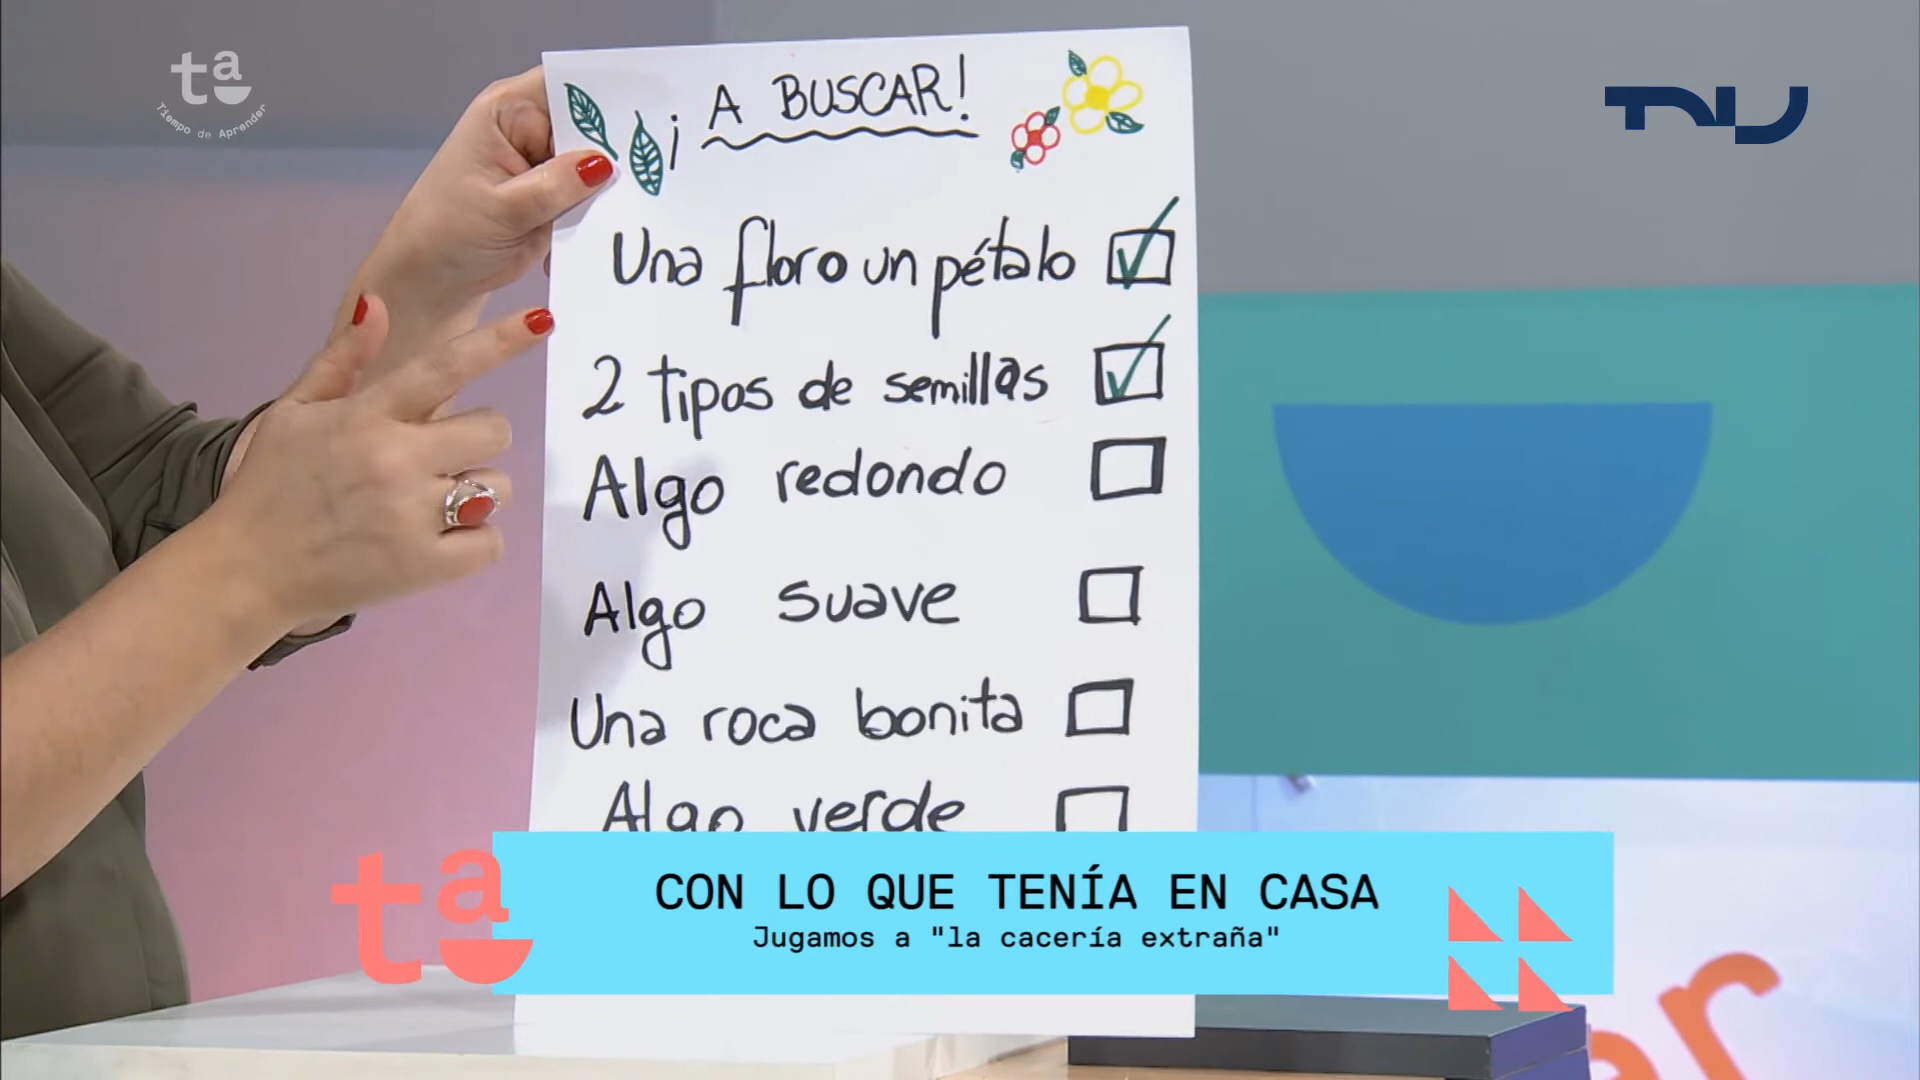 ta
Tiempo de Aprender
TNU
¡A BUSCAR!
Una flor o un pétalo
2 tipos de semillas
Algo redondo
Algo suave
Una roca bonita
Algo verde
ta
CON LO QUE TENÍA EN CASA
Jugamos a "la cacería extraña"
er